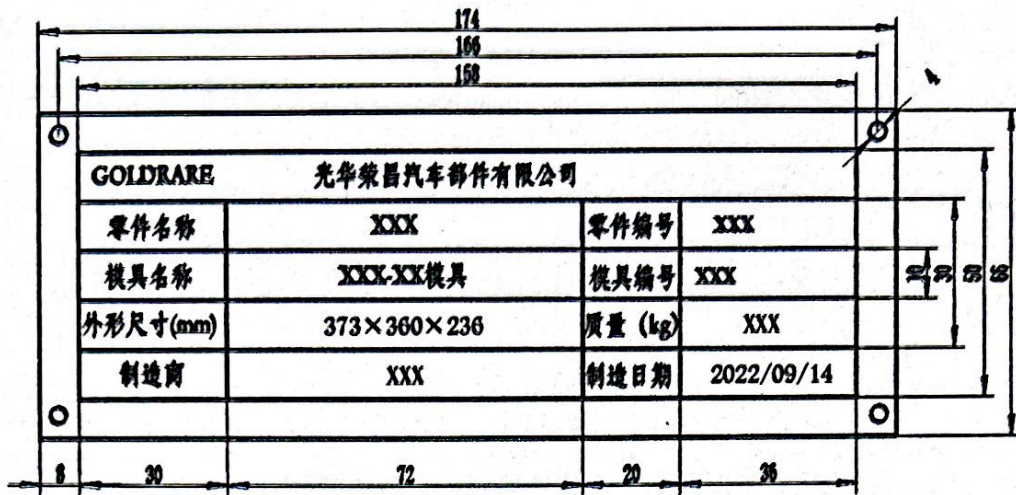 174
166
158
4
GOLDRARE 光华荣昌汽车部件有限公司
零件名称 XXX 零件编号 XXX
模具名称 XXX-XX模具 模具编号 XXX
外形尺寸(mm) 373×360×236 质量 (kg) XXX
制造商 XXX 制造日期 2022/09/14
8 30 72 20 36